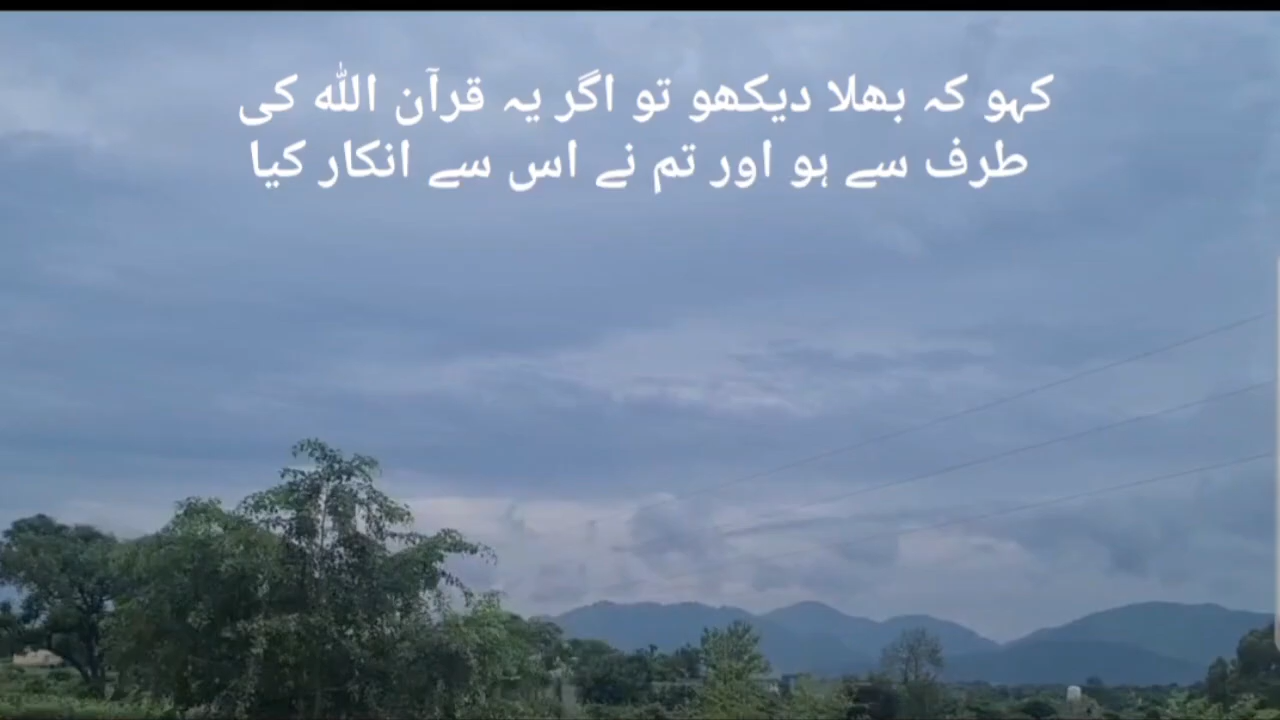 کہو کہ بھلا دیکھو تو اگر یہ قرآن اللہ کی
طرف سے ہو اور تم نے اس سے انکار کیا